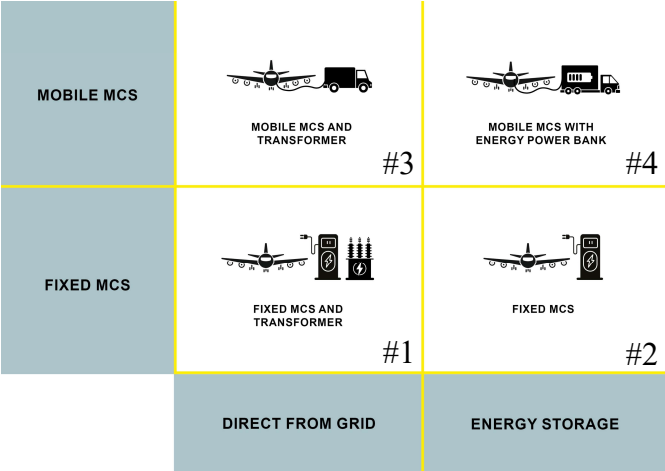 MOBILE MCS
MOBILE MCS AND
TRANSFORMER
#3
MOBILE MCS WITH
ENERGY POWER BANK
#4
FIXED MCS
FIXED MCS AND
TRANSFORMER
#1
FIXED MCS
#2
DIRECT FROM GRID
ENERGY STORAGE